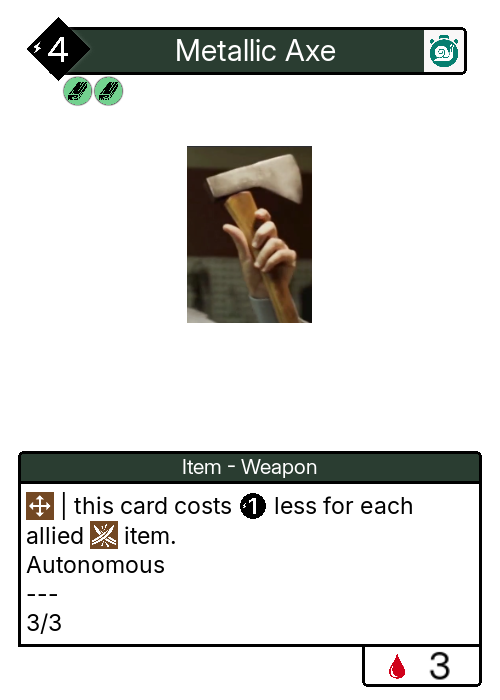 4
Metallic Axe
Item - Weapon
| this card costs 1 less for each
allied item.
Autonomous
---
3/3
3